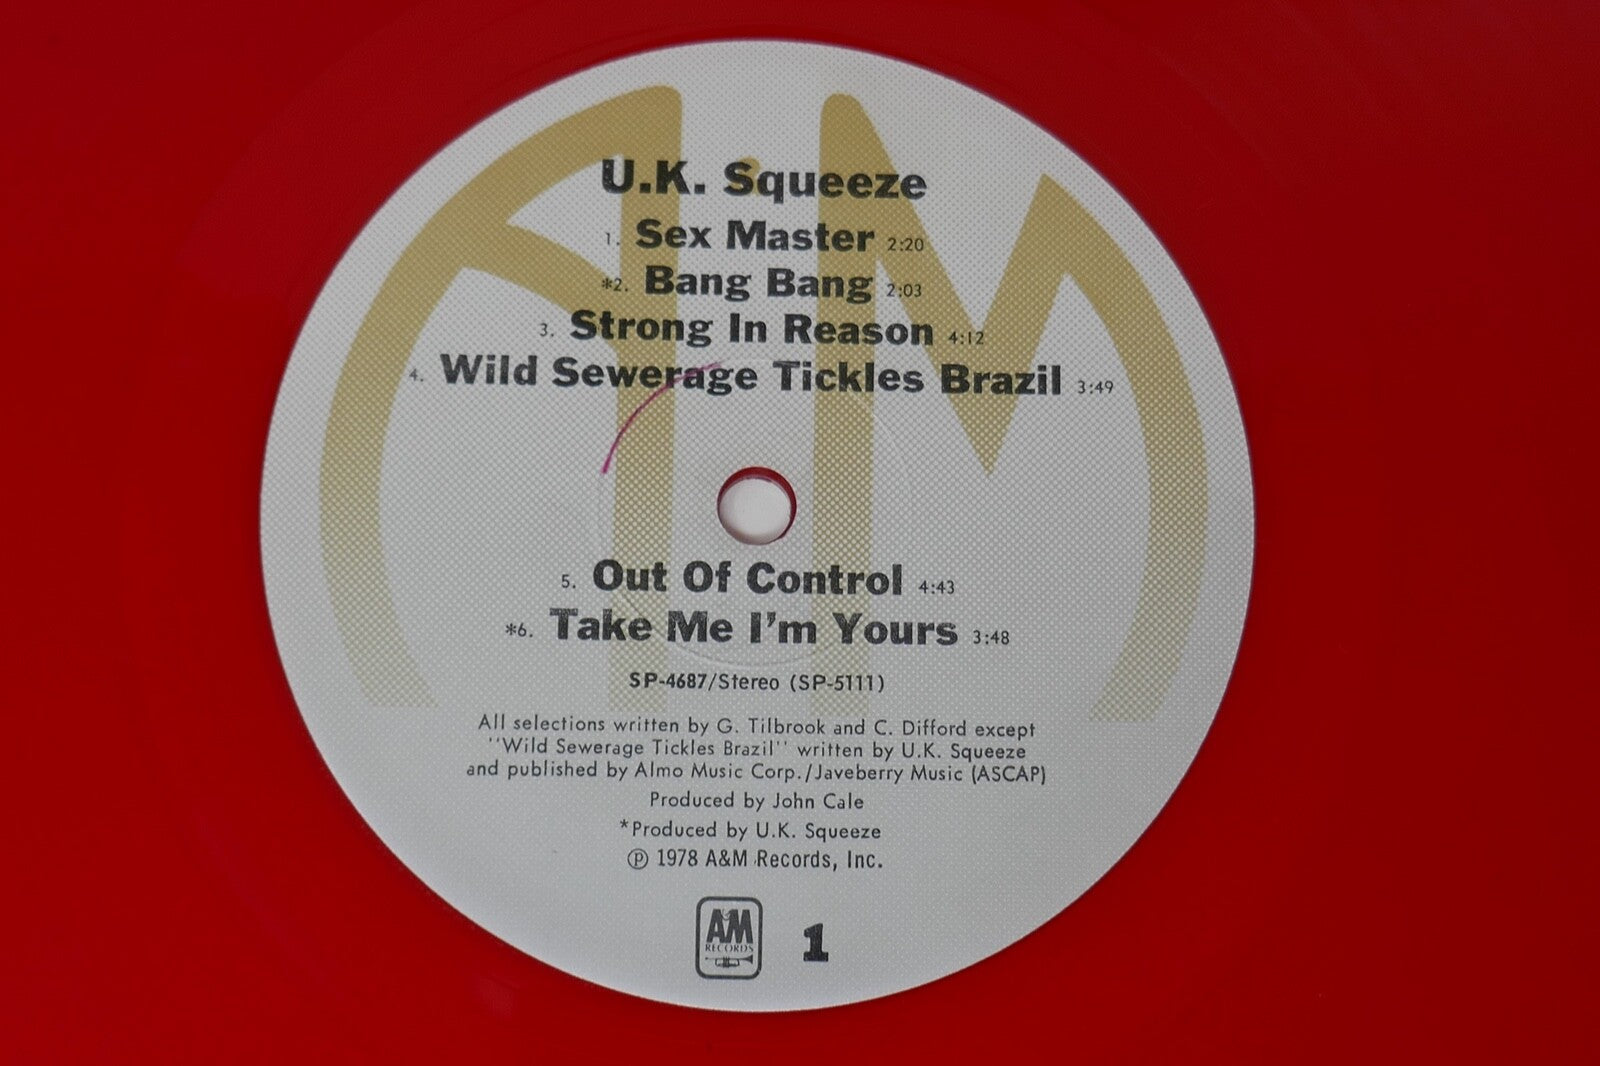 U.K. Squeeze
1. Sex Master 2:20
*2. Bang Bang 2:03
3. Strong In Reason 4:12
4. Wild Sewerage Tickles Brazil 3:49
5. Out Of Control 4:43
*6. Take Me I'm Yours 3:48
SP-4687/Stereo (SP-5111)
All selections written by G. Tilbrook and C. Difford except
"Wild Sewerage Tickles Brazil" written by U.K. Squeeze
and published by Almo Music Corp./Javeberry Music (ASCAP)
Produced by John Cale
*Produced by U.K. Squeeze
℗ 1978 A&M Records, Inc.
A&M
RECORDS
1